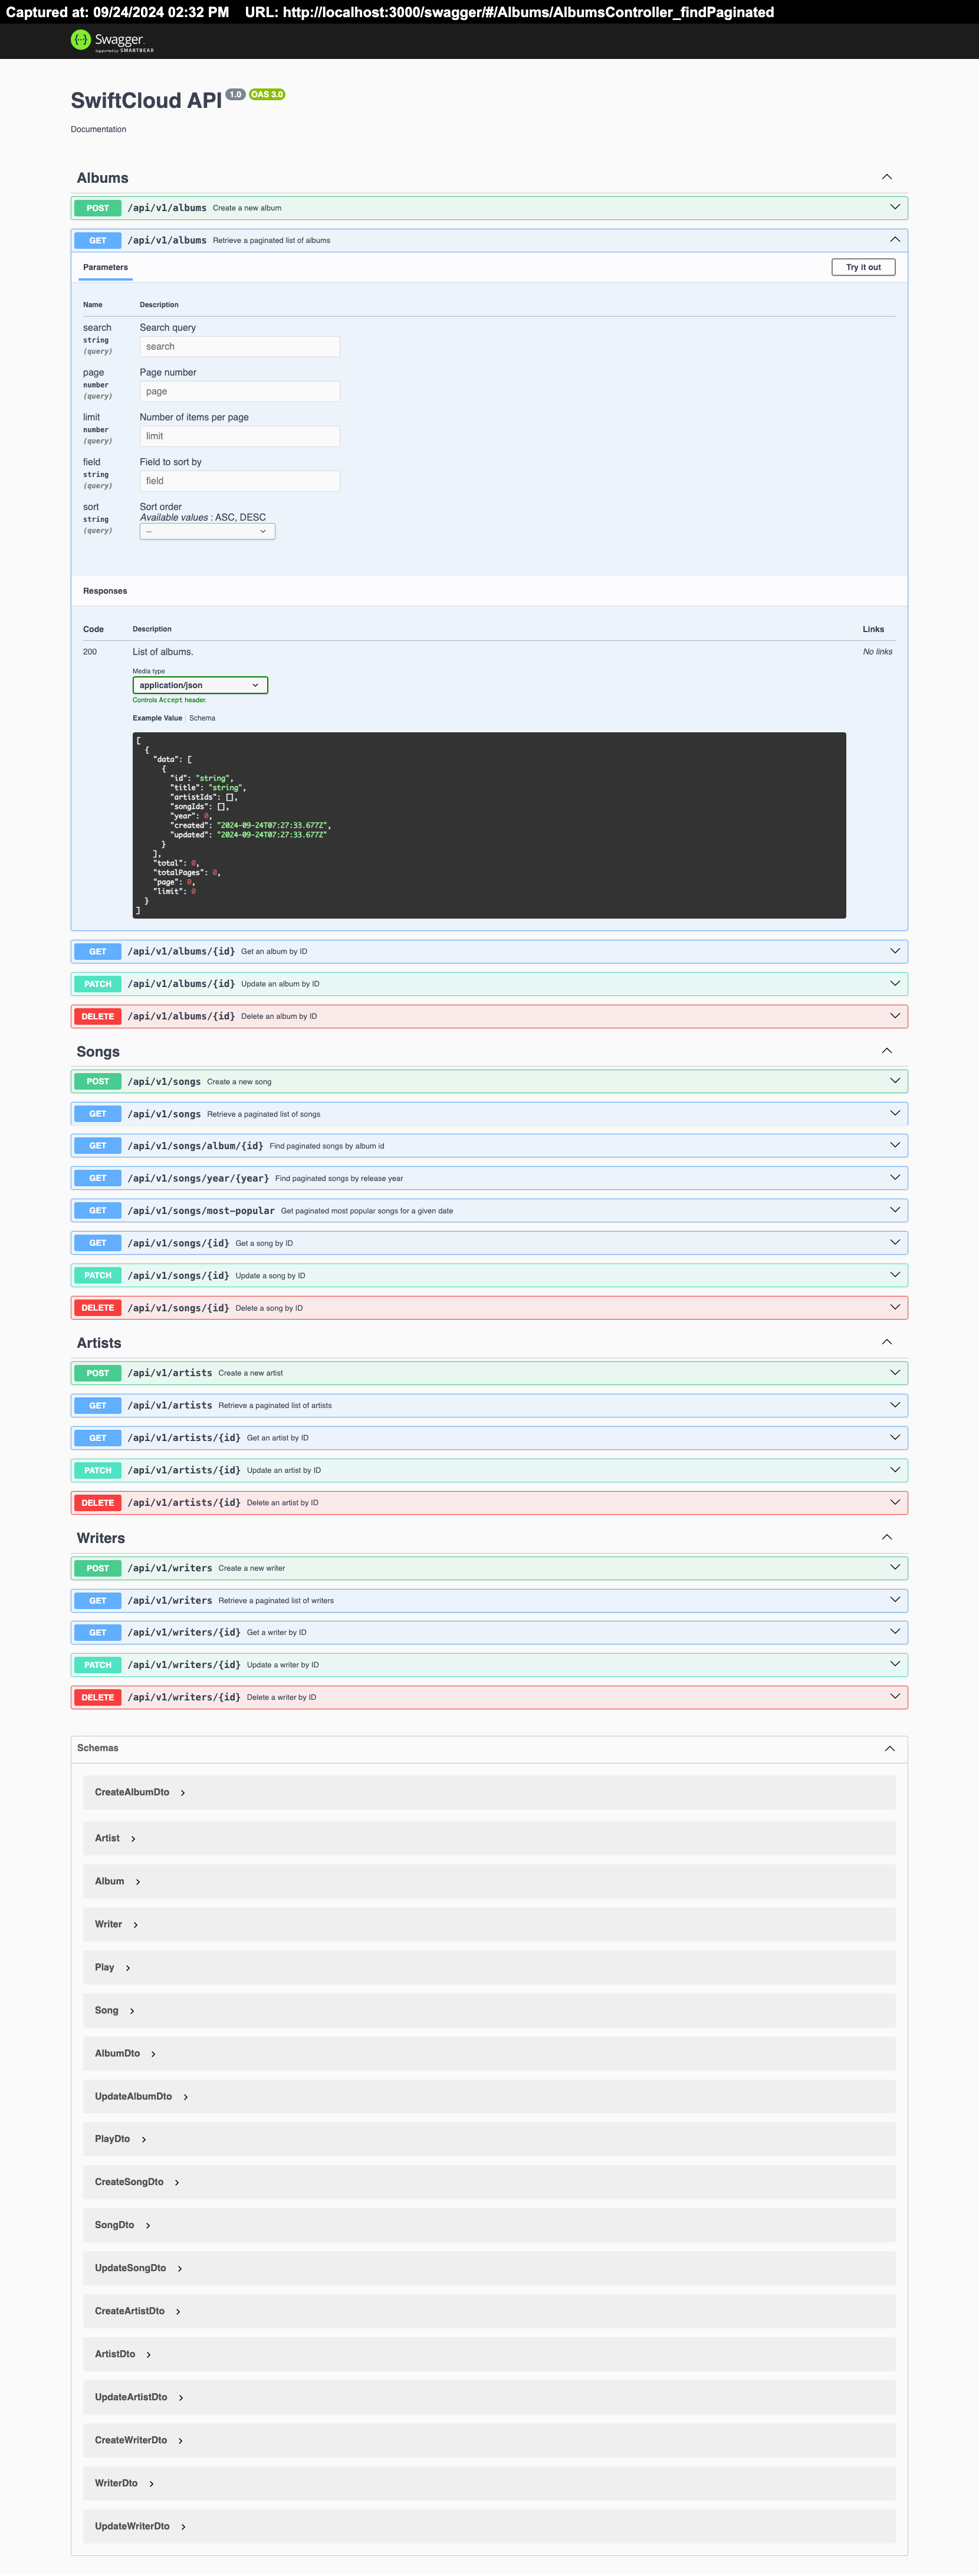 Captured at: 09/24/2024 02:32 PM URL: http://localhost:3000/swagger/#/Albums/AlbumsController_findPaginated
Swagger.
Supported by SMARTBEAR
SwiftCloud API 1.0 OAS 3.0
Documentation
Albums
POST /api/v1/albums Create a new album
GET /api/v1/albums Retrieve a paginated list of albums
Parameters Try it out
Name Description
search Search query
string search
(query)
page Page number
number page
(query)
limit Number of items per page
number limit
(query)
field Field to sort by
string field
(query)
sort Sort order
string Available values : ASC, DESC
(query) --
Responses
Code Description Links
200 List of albums. No links
Media type
application/json
Controls Accept header.
Example Value Schema
[
{
"data": [
{
"id": "string",
"title": "string",
"artistIds": [],
"songIds": [],
"year": 0,
"created": "2024-09-24T07:27:33.677Z",
"updated": "2024-09-24T07:27:33.677Z"
}
],
"total": 0,
"totalPages": 0,
"page": 0,
"limit": 0
}
]
GET /api/v1/albums/{id} Get an album by ID
PATCH /api/v1/albums/{id} Update an album by ID
DELETE /api/v1/albums/{id} Delete an album by ID
Songs
POST /api/v1/songs Create a new song
GET /api/v1/songs Retrieve a paginated list of songs
GET /api/v1/songs/album/{id} Find paginated songs by album id
GET /api/v1/songs/year/{year} Find paginated songs by release year
GET /api/v1/songs/most-popular Get paginated most popular songs for a given date
GET /api/v1/songs/{id} Get a song by ID
PATCH /api/v1/songs/{id} Update a song by ID
DELETE /api/v1/songs/{id} Delete a song by ID
Artists
POST /api/v1/artists Create a new artist
GET /api/v1/artists Retrieve a paginated list of artists
GET /api/v1/artists/{id} Get an artist by ID
PATCH /api/v1/artists/{id} Update an artist by ID
DELETE /api/v1/artists/{id} Delete an artist by ID
Writers
POST /api/v1/writers Create a new writer
GET /api/v1/writers Retrieve a paginated list of writers
GET /api/v1/writers/{id} Get a writer by ID
PATCH /api/v1/writers/{id} Update a writer by ID
DELETE /api/v1/writers/{id} Delete a writer by ID
Schemas
CreateAlbumDto
Artist
Album
Writer
Play
Song
AlbumDto
UpdateAlbumDto
PlayDto
CreateSongDto
SongDto
UpdateSongDto
CreateArtistDto
ArtistDto
UpdateArtistDto
CreateWriterDto
WriterDto
UpdateWriterDto